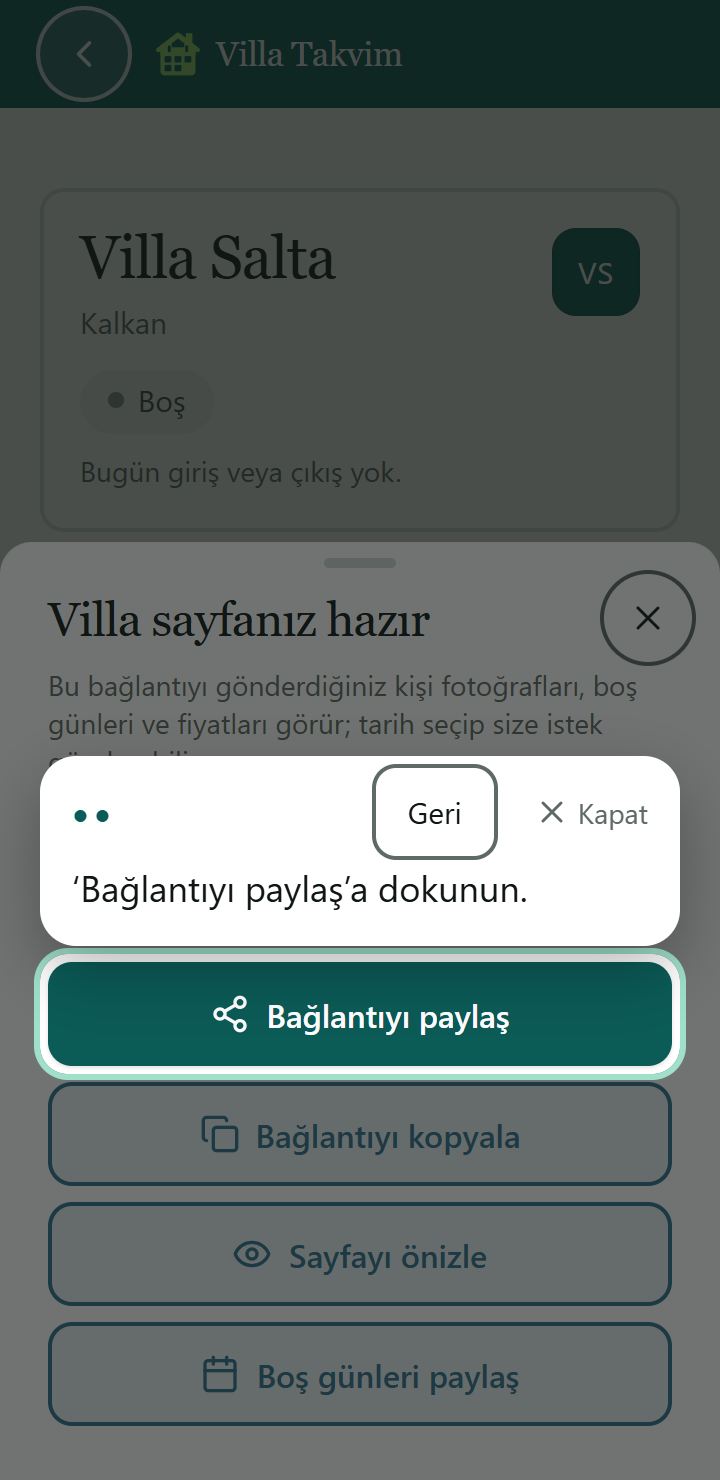 Villa Takvim
Villa Salta
VS
Kalkan
Boş
Bugün giriş veya çıkış yok.
Villa sayfanız hazır
Bu bağlantıyı gönderdiğiniz kişi fotoğrafları, boş
günleri ve fiyatları görür; tarih seçip size istek
Geri
Kapat
‘Bağlantıyı paylaş’a dokunun.
Bağlantıyı paylaş
Bağlantıyı kopyala
Sayfayı önizle
Boş günleri paylaş